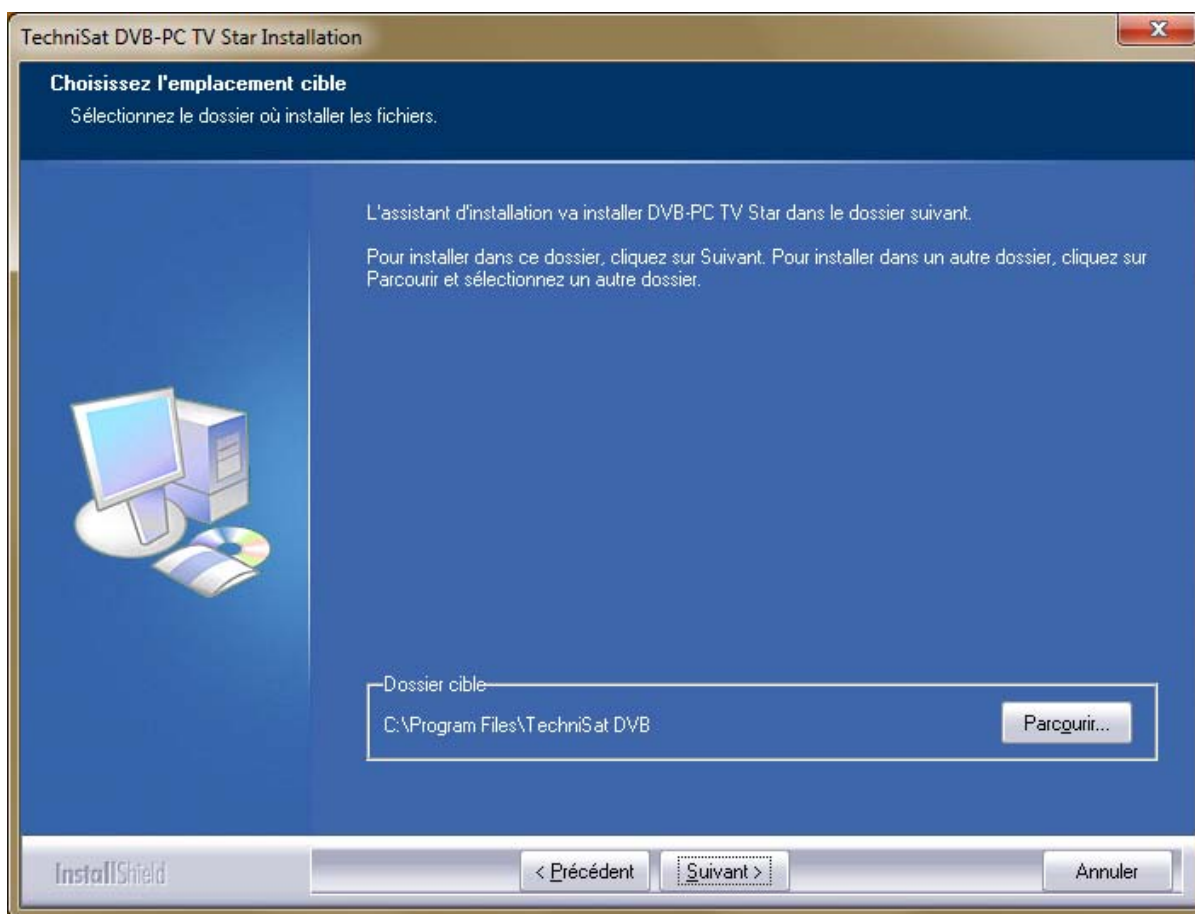 TechniSat DVB-PC TV Star Installation
X
Choisissez l'emplacement cible
Sélectionnez le dossier où installer les fichiers.
L'assistant d'installation va installer DVB-PC TV Star dans le dossier suivant.
Pour installer dans ce dossier, cliquez sur Suivant. Pour installer dans un autre dossier, cliquez sur
Parcourir et sélectionnez un autre dossier.
Dossier cible
C:\Program Files\TechniSat DVB
Parcourir...
InstallShield
< Précédent
Suivant >
Annuler